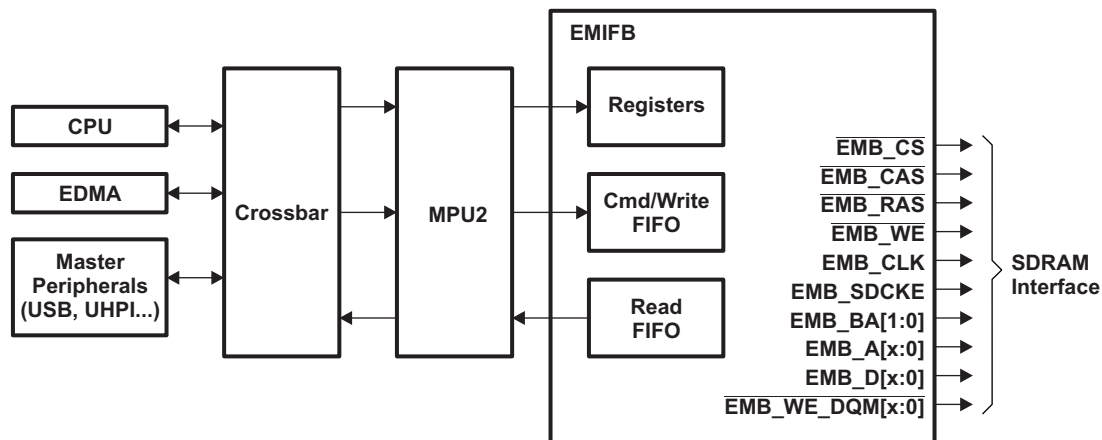 EMIFB
CPU
EDMA
Master
Peripherals
(USB, UHPI...)
Crossbar
MPU2
Registers
Cmd/Write
FIFO
Read
FIFO
EMB_CS
EMB_CAS
EMB_RAS
EMB_WE
EMB_CLK
EMB_SDCKE
EMB_BA[1:0]
EMB_A[x:0]
EMB_D[x:0]
EMB_WE_DQM[x:0]
SDRAM
Interface